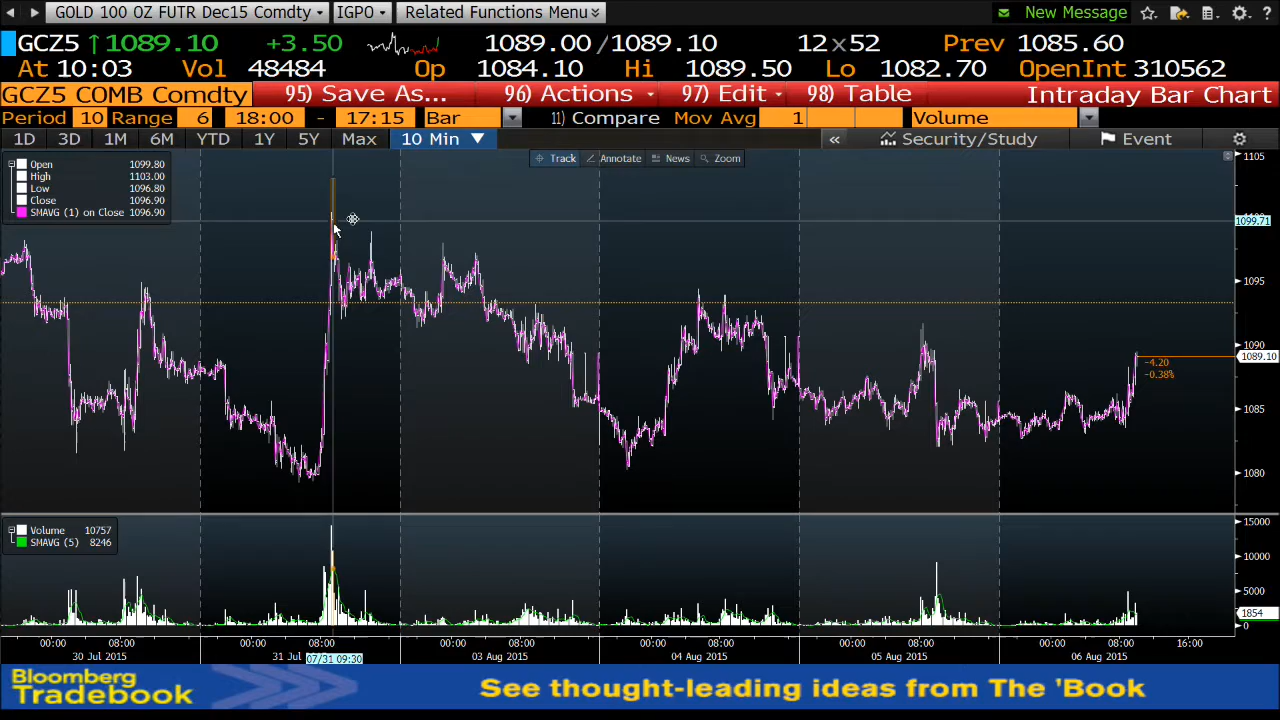 GOLD 100 OZ FUTR Dec15 Comdty IGPO Related Functions Menu New Message ?
GCZ5 ↑1089.10 +3.50 1089.00/1089.10 12x52 Prev 1085.60
At 10:03 Vol 48484 Op 1084.10 Hi 1089.50 Lo 1082.70 OpenInt 310562
GCZ5 COMB Comdty 95) Save As... 96) Actions 97) Edit 98) Table Intraday Bar Chart
Period 10 Range 6 18:00 - 17:15 Bar 11) Compare Mov Avg 1 Volume
1D 3D 1M 6M YTD 1Y 5Y Max 10 Min ▼ « Security/Study Event
Track Annotate News Zoom
Open 1099.80
High 1103.00
Low 1096.80
Close 1096.90
SMAVG (1) on Close 1096.90
1105
1099.71
1095
1090
1089.10
-4.20
-0.38%
1085
1080
Volume 10757
SMAVG (5) 8246
15000
10000
5000
1854
0
00:00 08:00 00:00 08:00 00:00 08:00 00:00 08:00 00:00 08:00 00:00 08:00 16:00
30 Jul 2015 31 Jul 07/31 09:30 03 Aug 2015 04 Aug 2015 05 Aug 2015 06 Aug 2015
Bloomberg
Tradebook
See thought-leading ideas from The 'Book